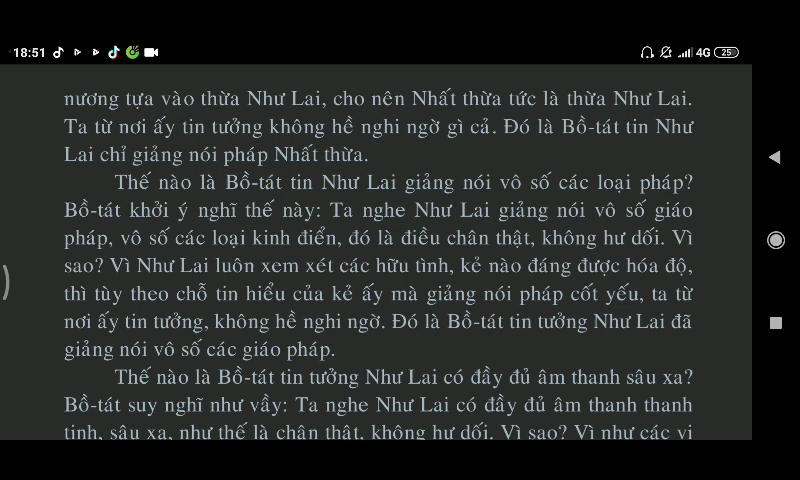 18:51
4G 25
nương tựa vào thừa Như Lai, cho nên Nhất thừa tức là thừa Như Lai.
Ta từ nơi ấy tin tưởng không hề nghi ngờ gì cả. Đó là Bồ-tát tin Như
Lai chỉ giảng nói pháp Nhất thừa.
Thế nào là Bồ-tát tin Như Lai giảng nói vô số các loại pháp?
Bồ-tát khởi ý nghĩ thế này: Ta nghe Như Lai giảng nói vô số giáo
pháp, vô số các loại kinh điển, đó là điều chân thật, không hư dối. Vì
sao? Vì Như Lai luôn xem xét các hữu tình, kẻ nào đáng được hóa độ,
thì tùy theo chỗ tin hiểu của kẻ ấy mà giảng nói pháp cốt yếu, ta từ
nơi ấy tin tưởng, không hề nghi ngờ. Đó là Bồ-tát tin tưởng Như Lai đã
giảng nói vô số các giáo pháp.
Thế nào là Bồ-tát tin tưởng Như Lai có đầy đủ âm thanh sâu xa?
Bồ-tát suy nghĩ như vầy: Ta nghe Như Lai có đầy đủ âm thanh thanh
tịnh, sâu xa, như thế là chân thật, không hư dối. Vì sao? Vì như các vị